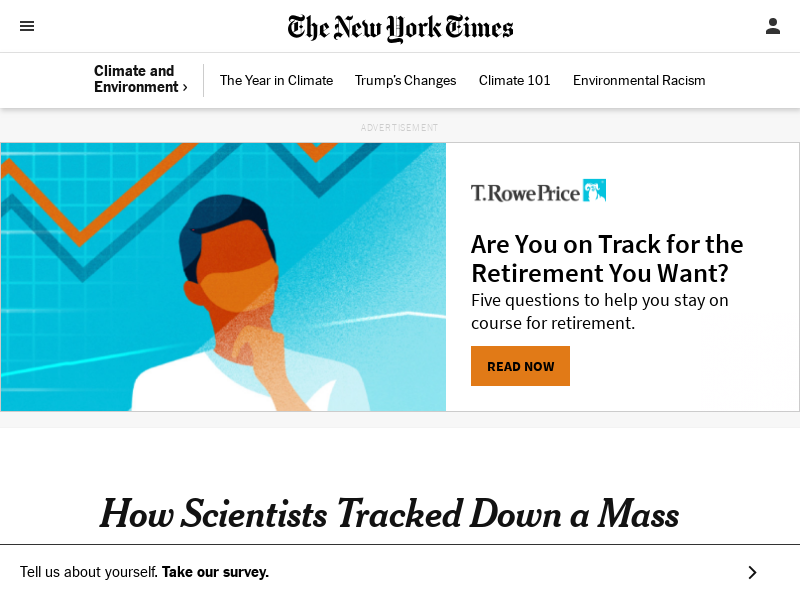 The New York Times
Climate and
Environment ›
The Year in Climate
Trump's Changes
Climate 101
Environmental Racism
ADVERTISEMENT
T.RowePrice
Are You on Track for the
Retirement You Want?
Five questions to help you stay on
course for retirement.
READ NOW
How Scientists Tracked Down a Mass
Tell us about yourself. Take our survey.